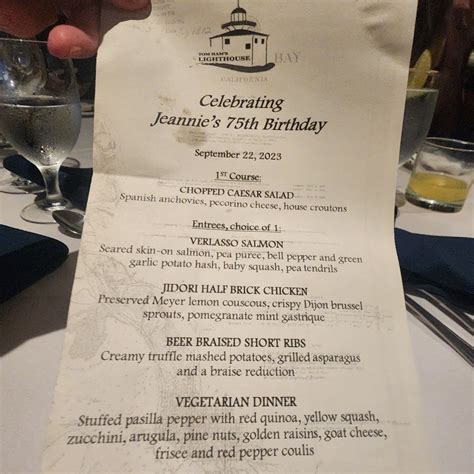 TOM HAM'S
LIGHTHOUSE
BAY
CALIFORNIA
Celebrating
Jeannie's 75th Birthday
September 22, 2023
1ST Course:
CHOPPED CAESAR SALAD
Spanish anchovies, pecorino cheese, house croutons
Entrees, choice of 1:
VERLASSO SALMON
Seared skin-on salmon, pea puree, bell pepper and green
garlic potato hash, baby squash, pea tendrils
JIDORI HALF BRICK CHICKEN
Preserved Meyer lemon couscous, crispy Dijon brussel
sprouts, pomegranate mint gastrique
BEER BRAISED SHORT RIBS
Creamy truffle mashed potatoes, grilled asparagus
and a braise reduction
VEGETARIAN DINNER
Stuffed pasilla pepper with red quinoa, yellow squash,
zucchini, arugula, pine nuts, golden raisins, goat cheese,
frisee and red pepper coulis